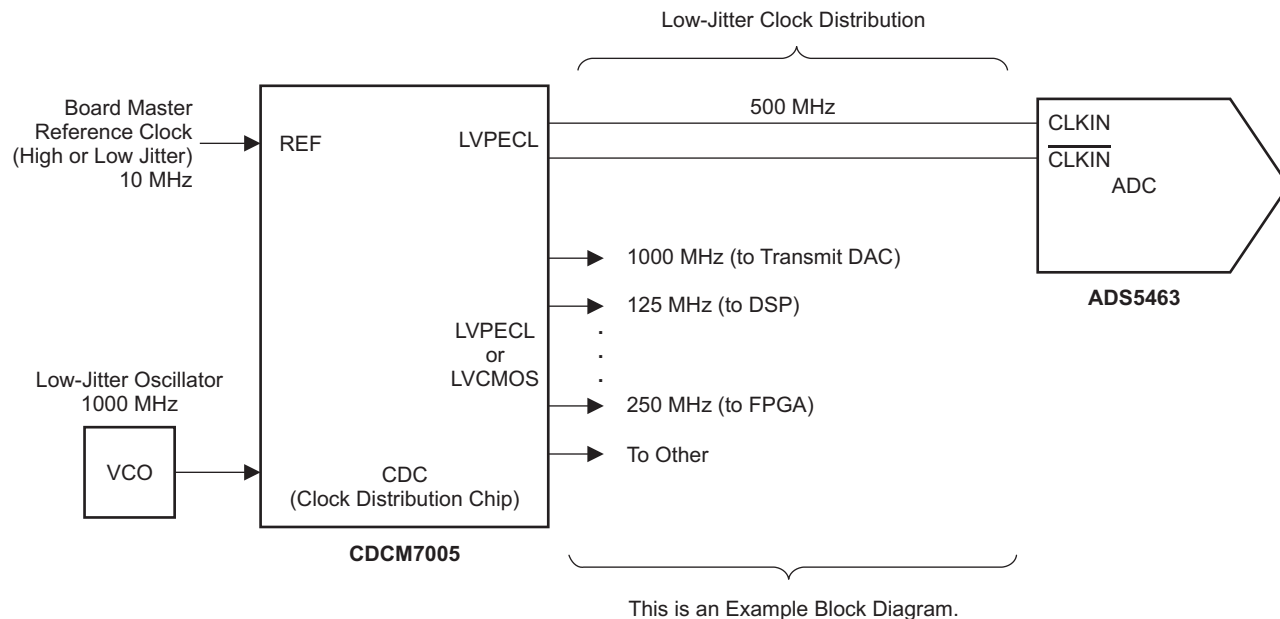 Low-Jitter Clock Distribution
Board Master
Reference Clock
(High or Low Jitter)
10 MHz
REF
LVPECL
500 MHz
CLKIN
CLKIN
ADC
ADS5463
1000 MHz (to Transmit DAC)
125 MHz (to DSP)
.
.
.
LVPECL
or
LVCMOS
250 MHz (to FPGA)
To Other
Low-Jitter Oscillator
1000 MHz
VCO
CDC
(Clock Distribution Chip)
CDCM7005
This is an Example Block Diagram.